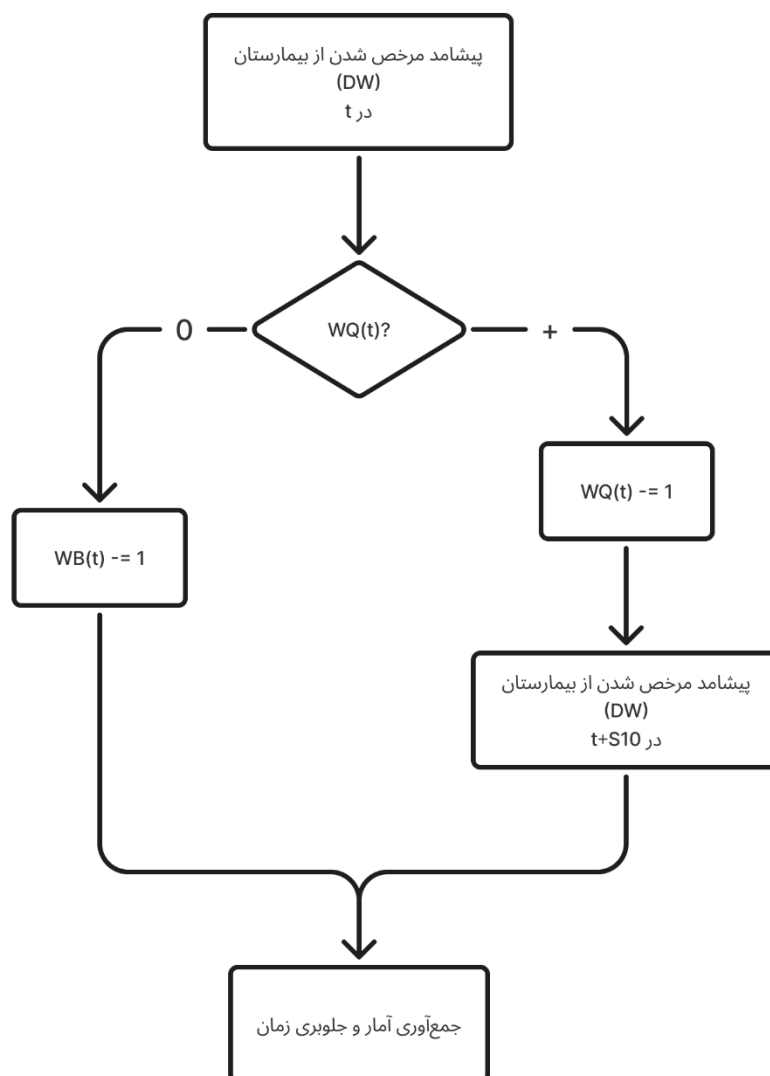 پیشامد مرخص شدن از بیمارستان
(DW)
در t
WQ(t)?
0
+
WQ(t) -= 1
WB(t) -= 1
پیشامد مرخص شدن از بیمارستان
(DW)
در t+S10
جمع‌آوری آمار و جلوبری زمان